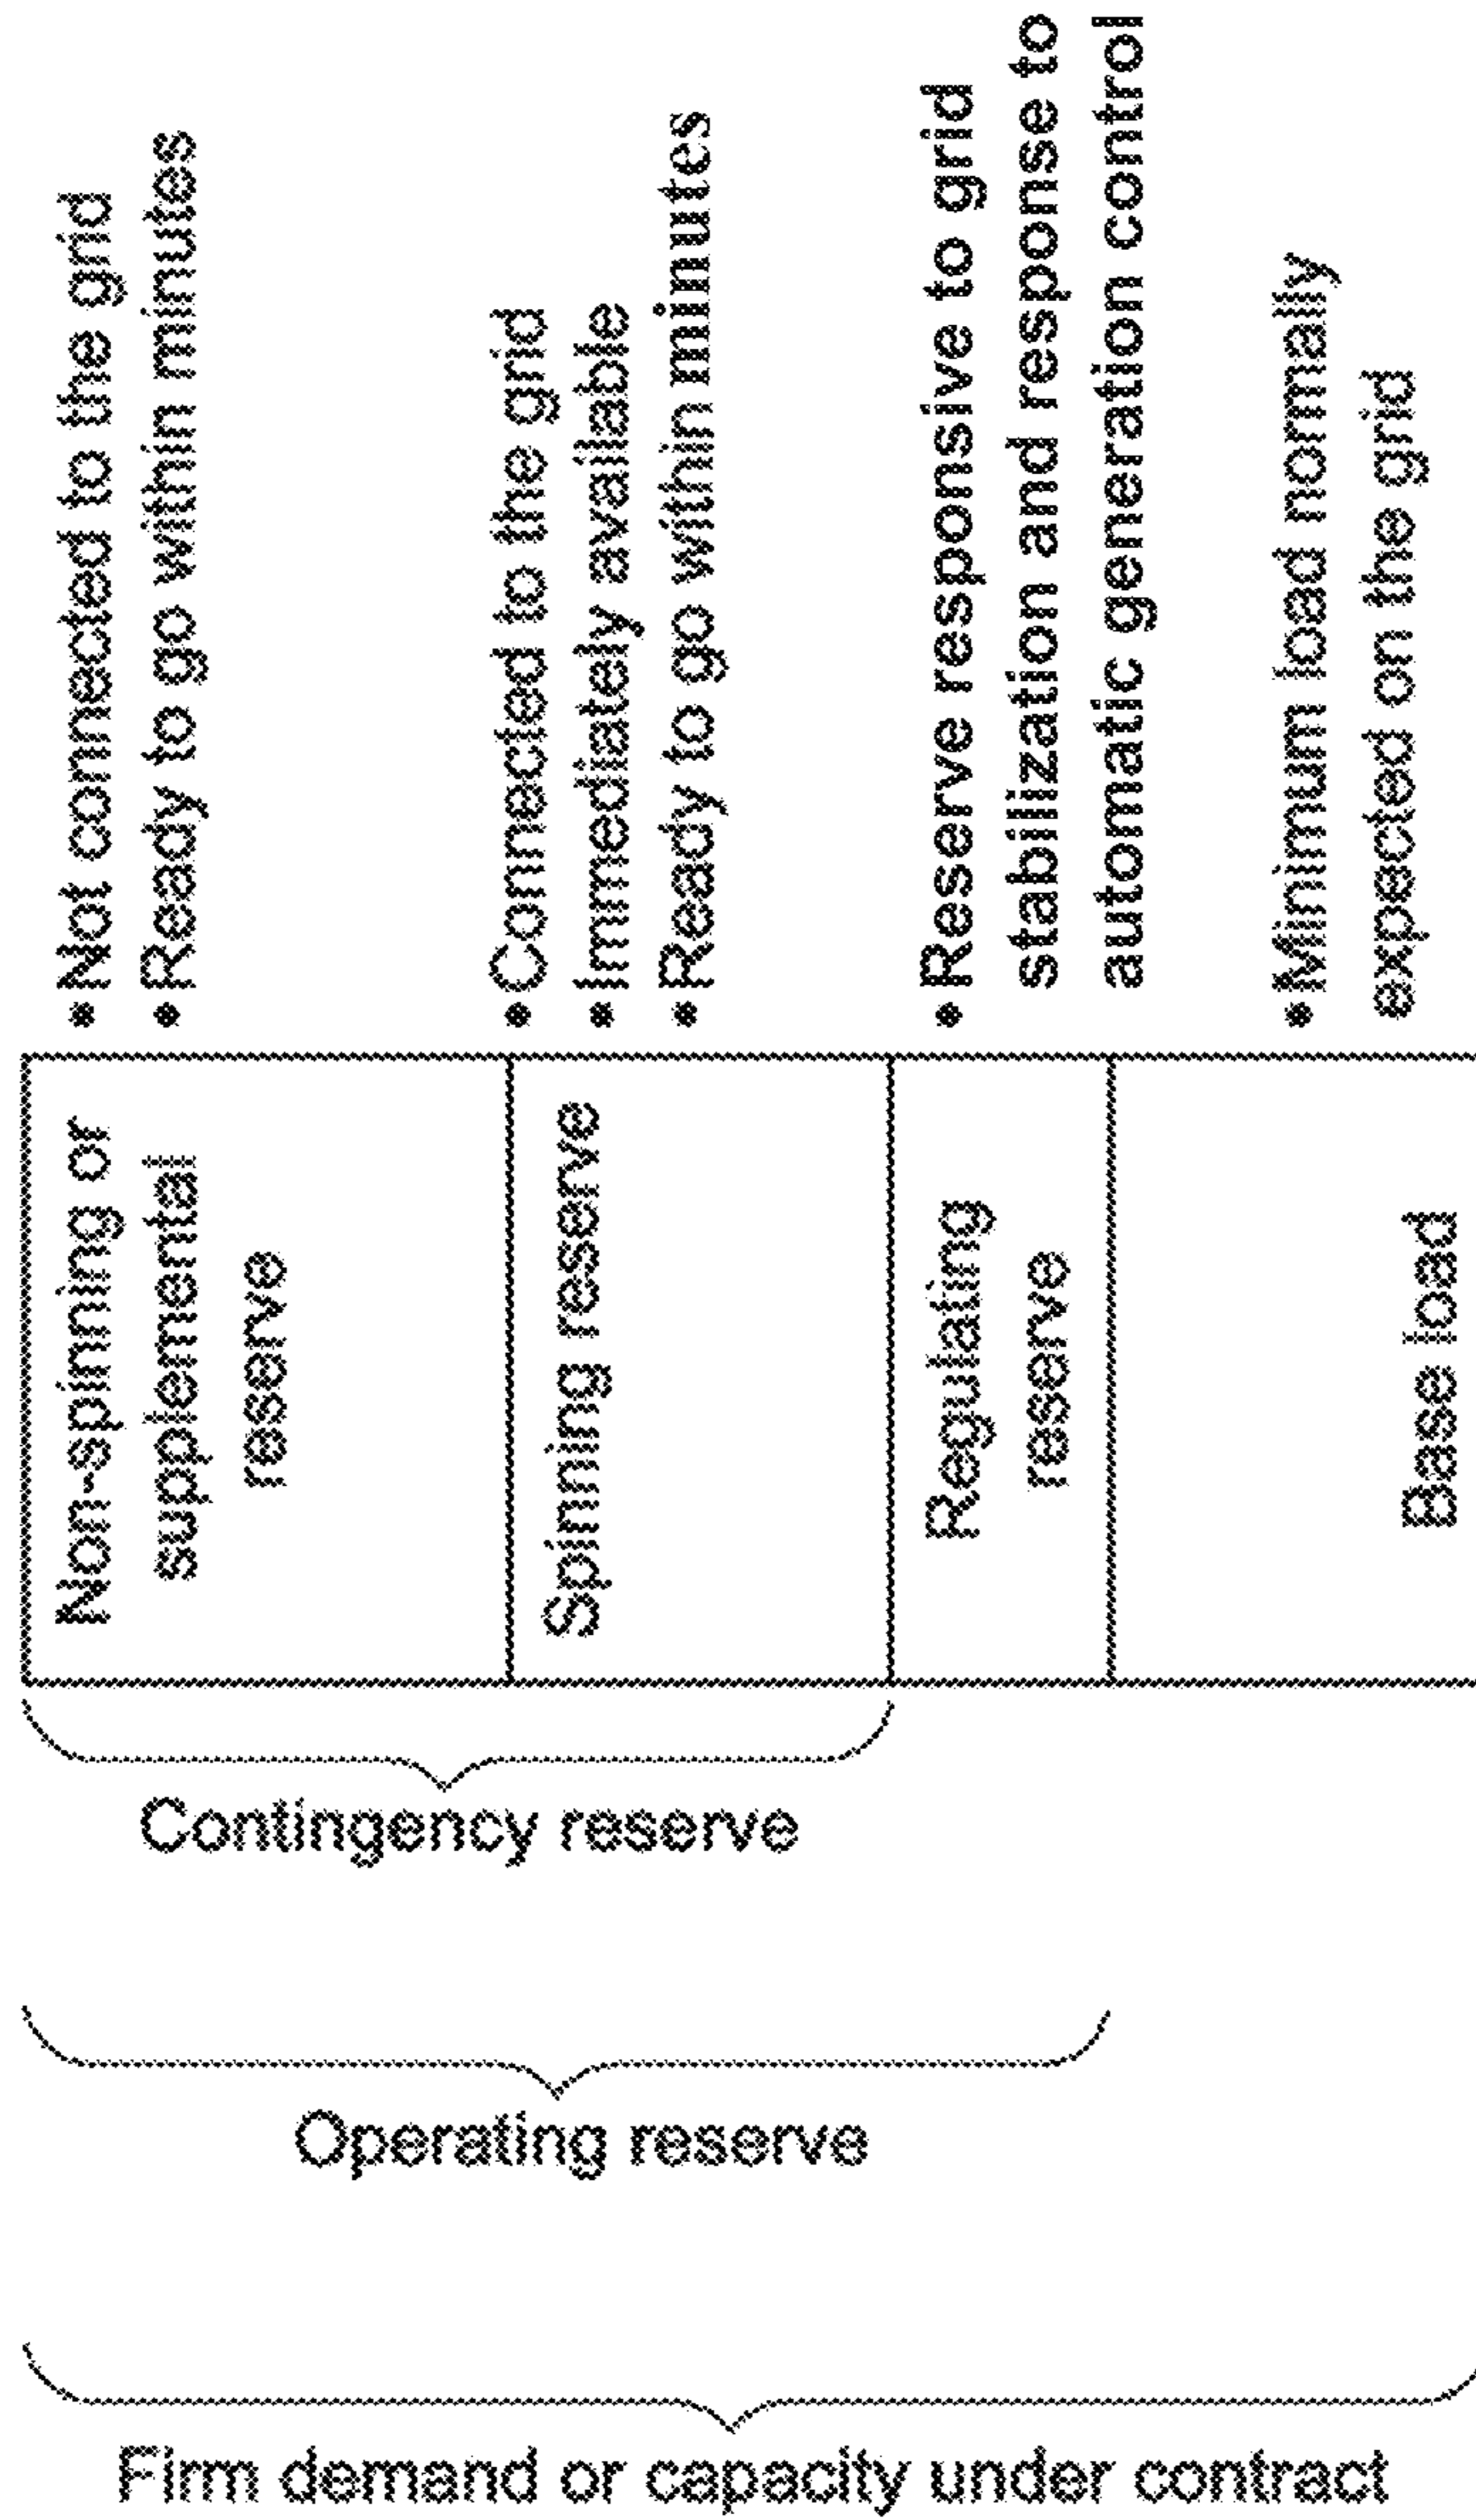 Non-spinning or
supplemental
reserve
• Not connected to the grid
• Ready to go within minutes
Spinning reserve
• Connected to the grid
• Immediately available
• Ready to go within minutes
Regulating
reserve
• Reserve responsive to grid
stabilization and response to
automatic generation control
Base load
• Minimum load normally
expected on the grid
Contingency reserve
Operating reserve
Firm demand or capacity under contract